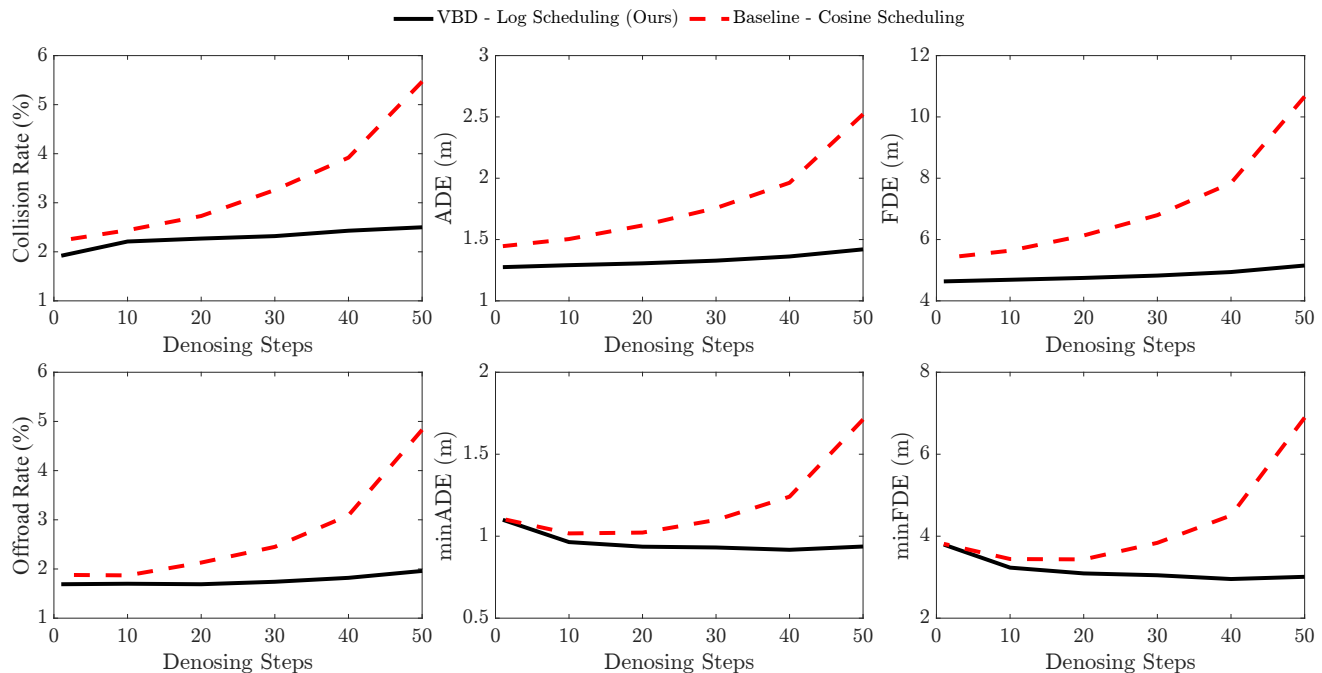 VBD - Log Scheduling (Ours) Baseline - Cosine Scheduling
Collision Rate (%)
6
5
4
3
2
1
0 10 20 30 40 50
Denosing Steps
ADE (m)
3
2.5
2
1.5
1
0 10 20 30 40 50
Denosing Steps
FDE (m)
12
10
8
6
4
0 10 20 30 40 50
Denosing Steps
Offroad Rate (%)
6
5
4
3
2
1
0 10 20 30 40 50
Denosing Steps
minADE (m)
2
1.5
1
0.5
0 10 20 30 40 50
Denosing Steps
minFDE (m)
8
6
4
2
0 10 20 30 40 50
Denosing Steps